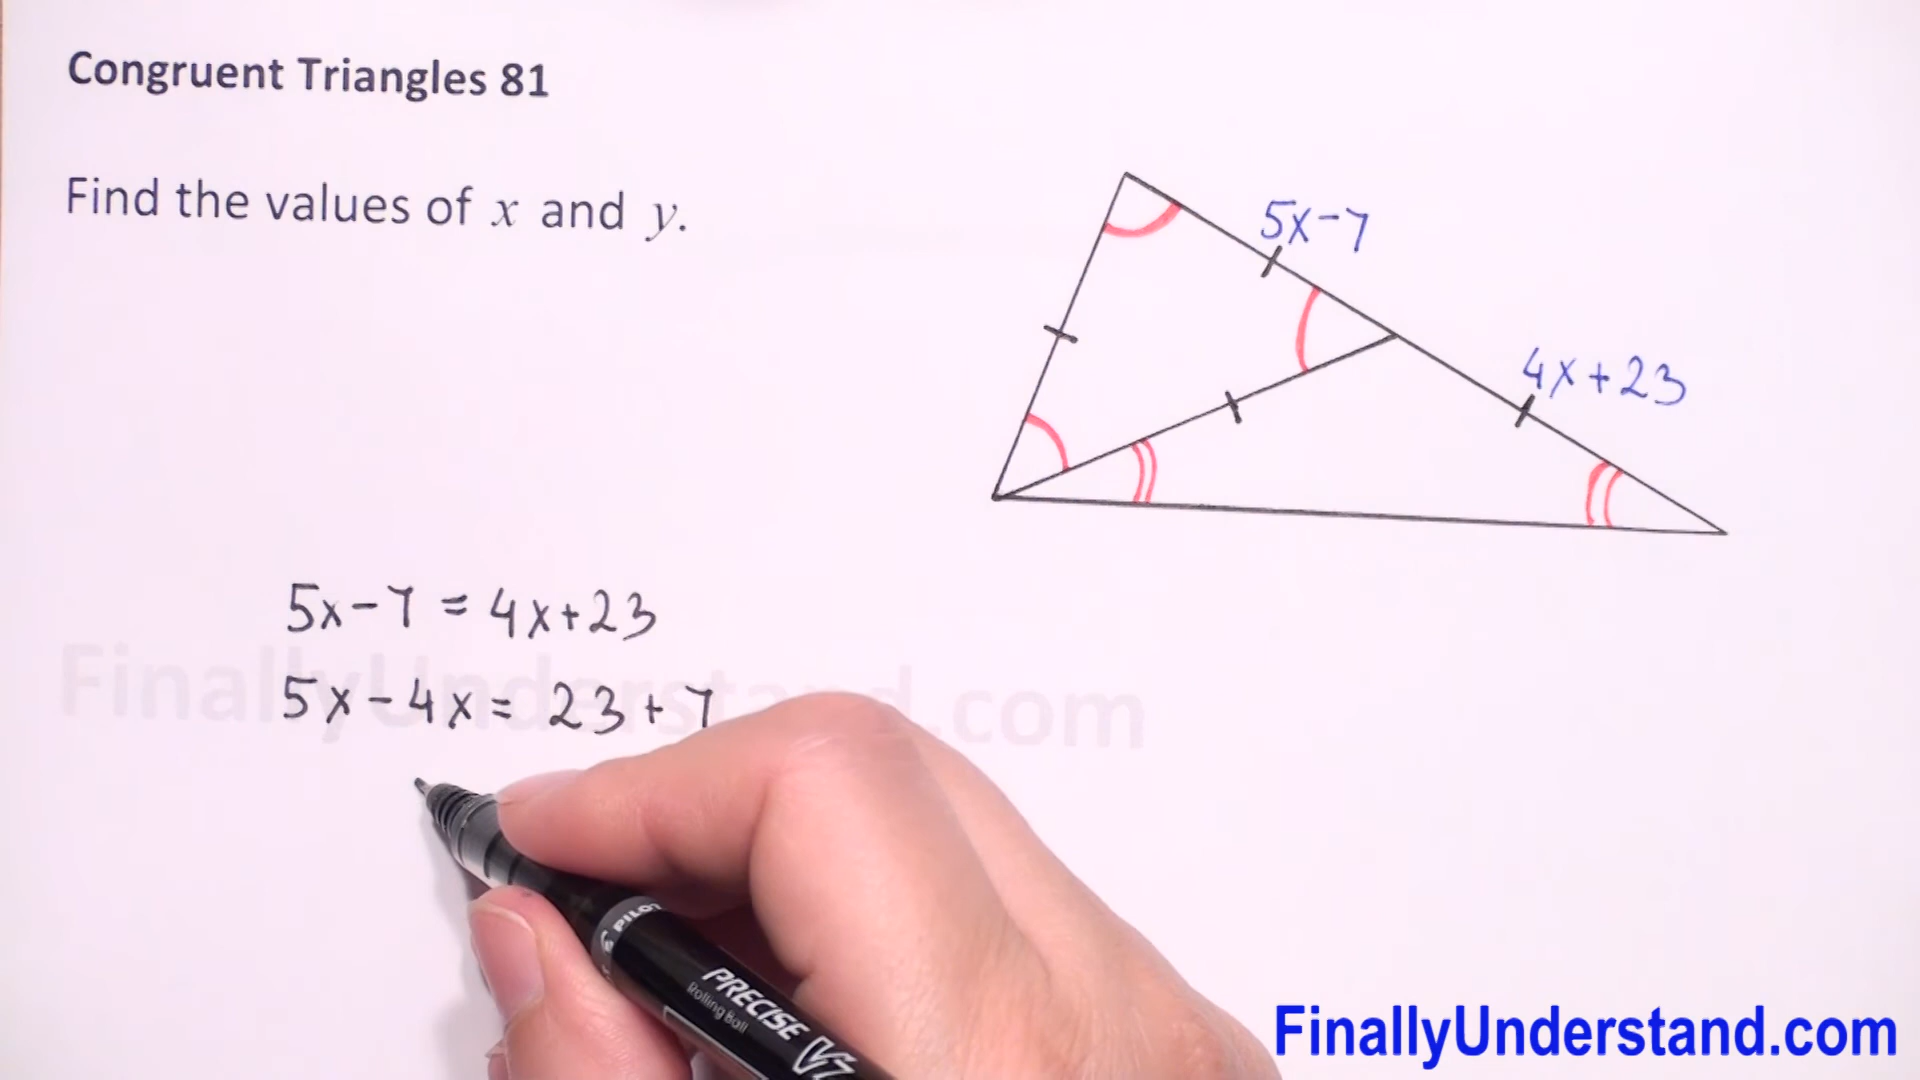 Congruent Triangles 81
Find the values of x and y.
5x-7
4x+23
5x-7 = 4x+23
5x-4x = 23+7
FinallyUnderstand.com
PILOT
PRECISE V7
Rolling Ball
FinallyUnderstand.com